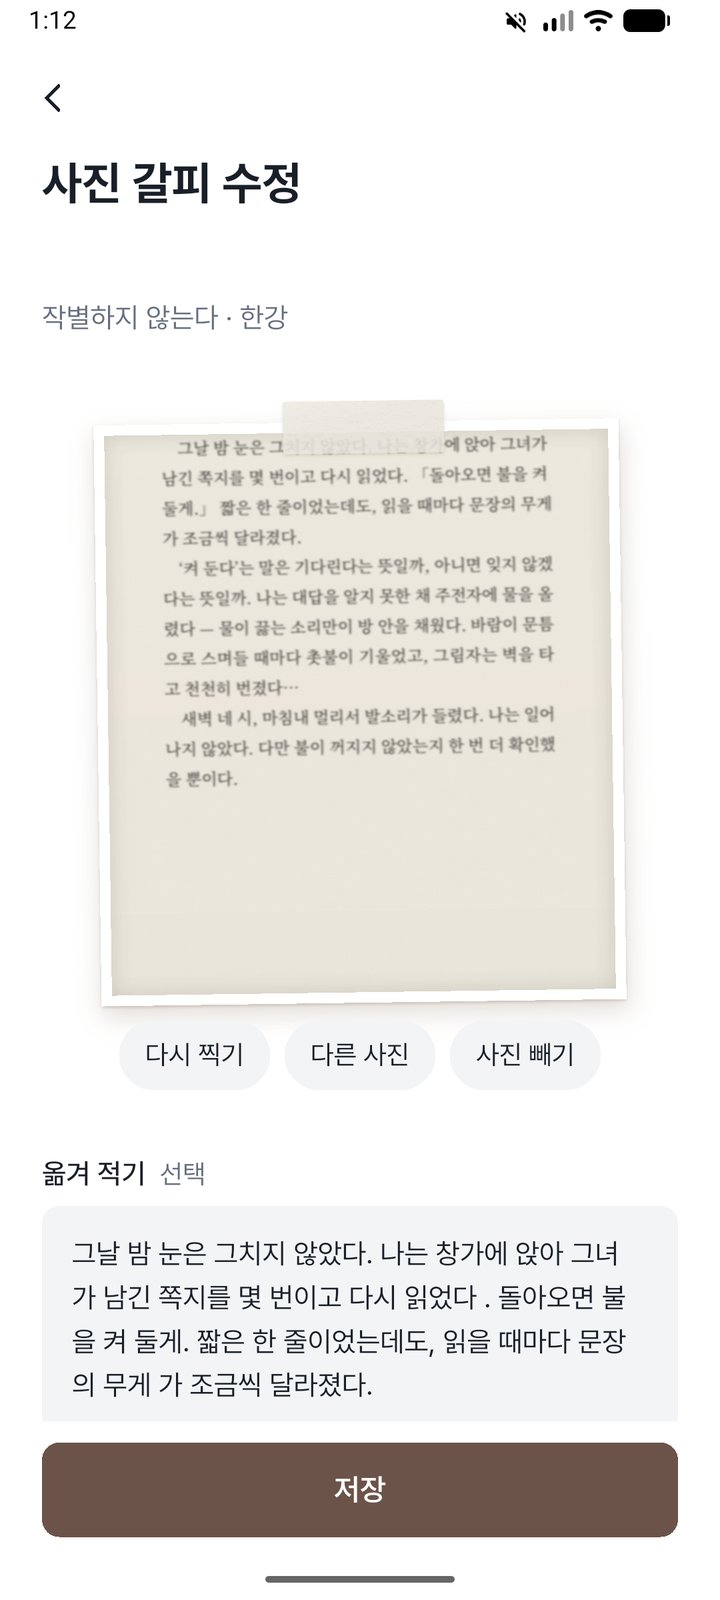 1:12
사진 갈피 수정
작별하지 않는다 · 한강
그날 밤 눈은 그치지 않았다. 나는 창가에 앉아 그녀가
남긴 쪽지를 몇 번이고 다시 읽었다. 「돌아오면 불을 켜
둘게.」 짧은 한 줄이었는데도, 읽을 때마다 문장의 무게
가 조금씩 달라졌다.
‘켜 둔다’는 말은 기다린다는 뜻일까, 아니면 잊지 않겠
다는 뜻일까. 나는 대답을 알지 못한 채 주전자에 물을 올
렸다 — 물이 끓는 소리만이 방 안을 채웠다. 바람이 문틈
으로 스며들 때마다 촛불이 기울었고, 그림자는 벽을 타
고 천천히 번졌다…
새벽 네 시, 마침내 멀리서 발소리가 들렸다. 나는 일어
나지 않았다. 다만 불이 꺼지지 않았는지 한 번 더 확인했
을 뿐이다.
다시 찍기 다른 사진 사진 빼기
옮겨 적기 선택
그날 밤 눈은 그치지 않았다. 나는 창가에 앉아 그녀
가 남긴 쪽지를 몇 번이고 다시 읽었다 . 돌아오면 불
을 켜 둘게. 짧은 한 줄이었는데도, 읽을 때마다 문장
의 무게 가 조금씩 달라졌다.
저장